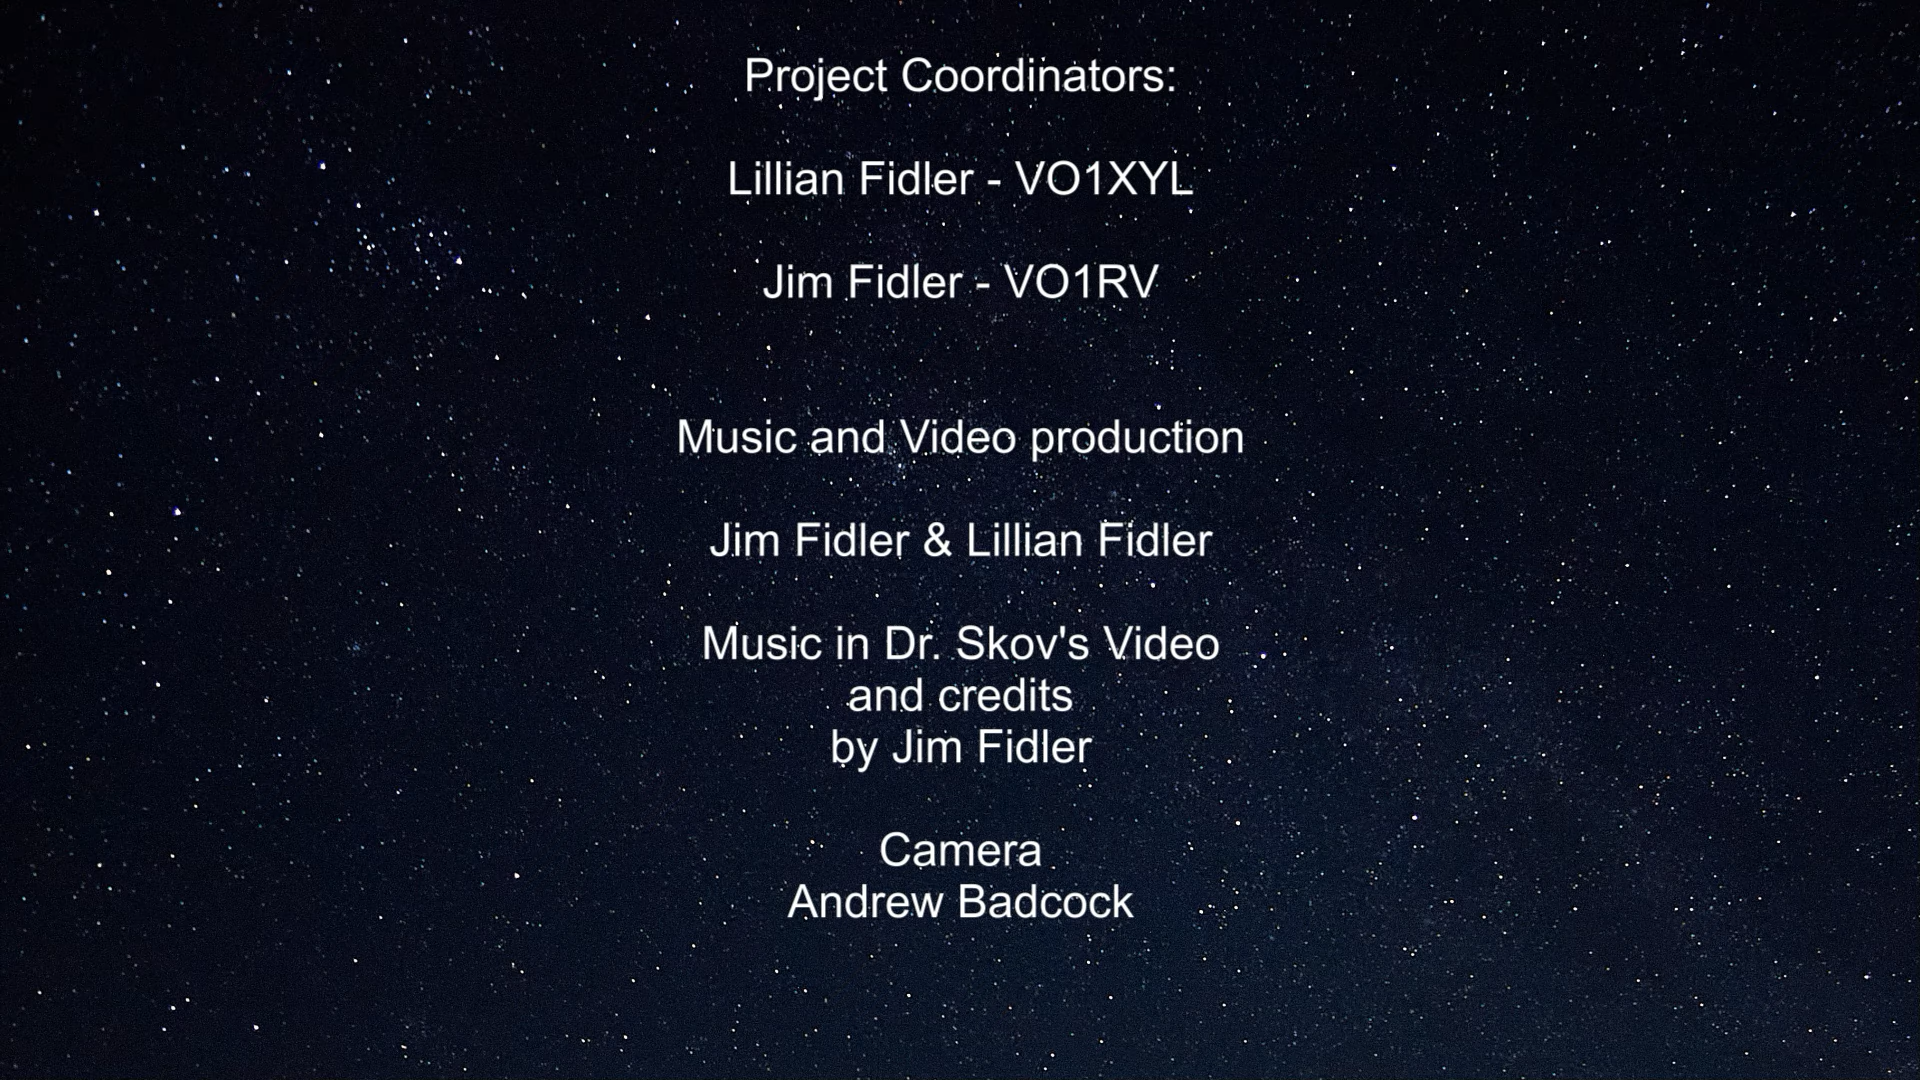 Project Coordinators:
Lillian Fidler - VO1XYL
Jim Fidler - VO1RV
Music and Video production
Jim Fidler & Lillian Fidler
Music in Dr. Skov's Video
and credits
by Jim Fidler
Camera
Andrew Badcock